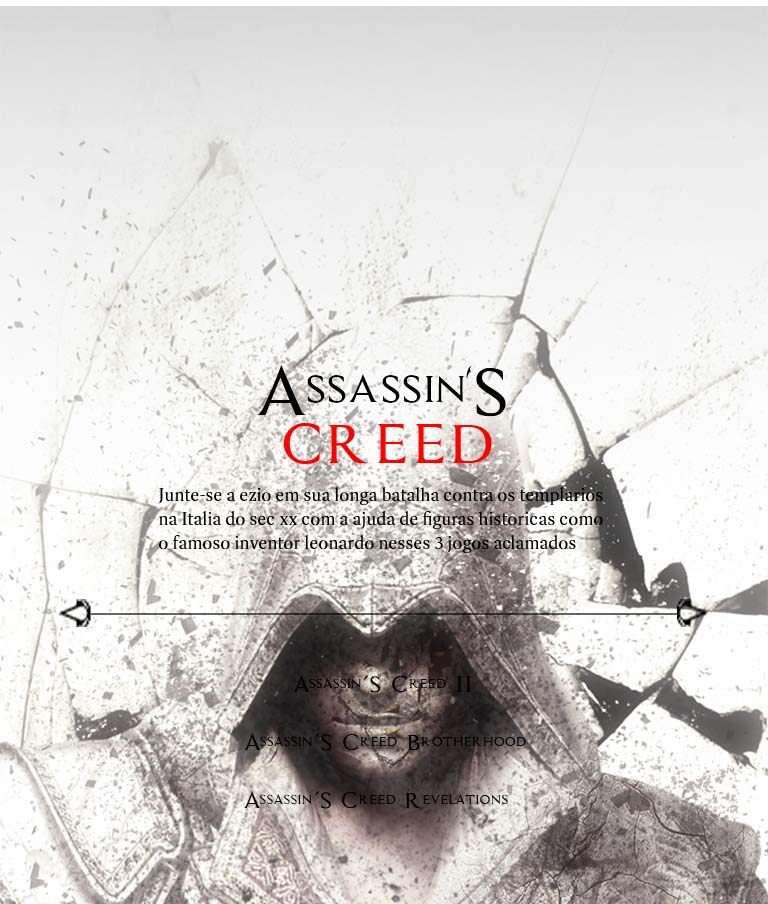 Assassin's
CREED
Junte-se a ezio em sua longa batalha contra os templarios
na Italia do sec xx com a ajuda de figuras historicas como
o famoso inventor leonardo nesses 3 jogos aclamados
Assassin´S Creed II
Assassin´S Creed Brotherhood
Assassin´S Creed Revelations